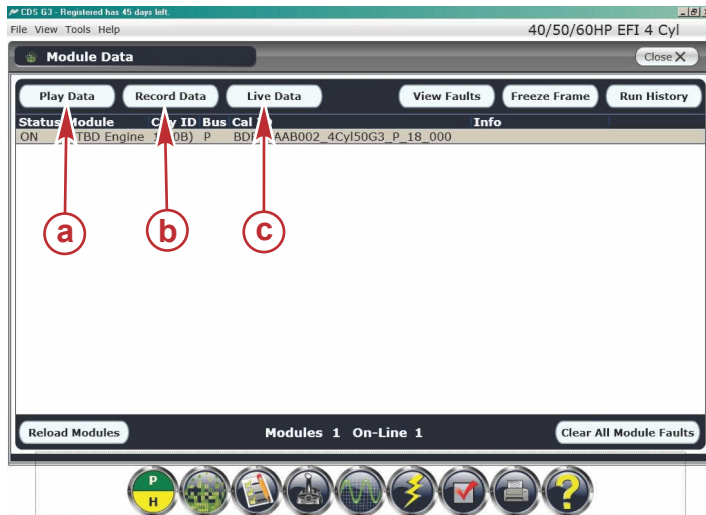 CDS G3 - Registered has 45 days left.
File View Tools Help 40/50/60HP EFI 4 Cyl
Module Data Close X
Play Data Record Data Live Data View Faults Freeze Frame Run History
Status Module ID Bus Cal Info
ON TBD Engine P 4Cyl50G3_P_18_000
a b c
Reload Modules Modules 1 On-Line 1 Clear All Module Faults
P
H
?